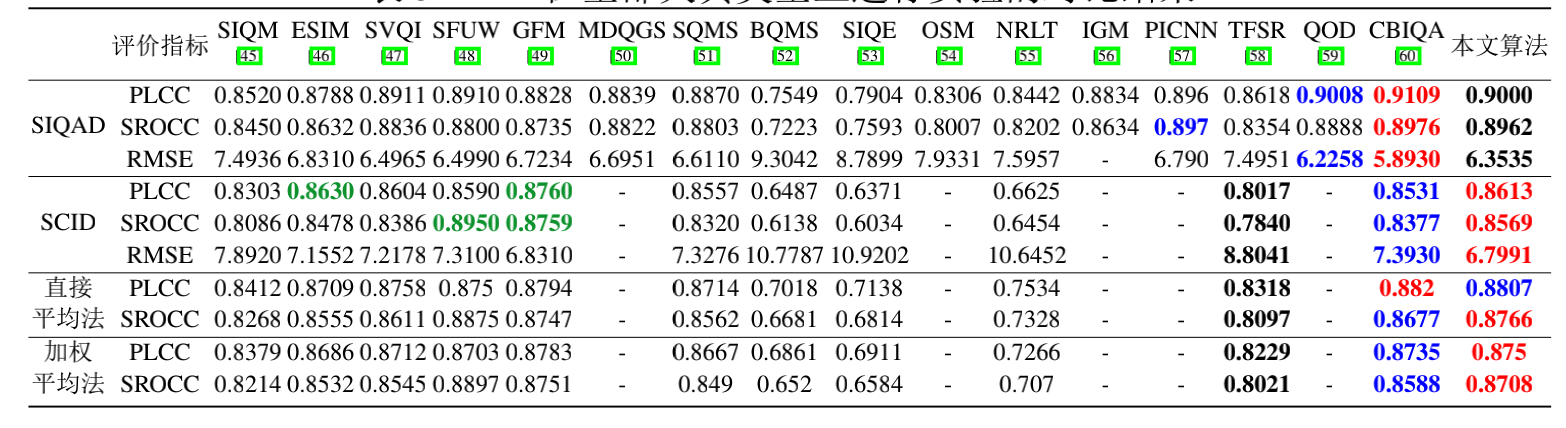 评价指标 SIQM ESIM SVQI SFUW GFM MDQGS SQMS BQMS SIQE OSM NRLT IGM PICNN TFSR QOD CBIQA 本文算法
[45] [46] [47] [48] [49] [50] [51] [52] [53] [54] [55] [56] [57] [58] [59] [60]
PLCC 0.8520 0.8788 0.8911 0.8910 0.8828 0.8839 0.8870 0.7549 0.7904 0.8306 0.8442 0.8834 0.896 0.8618 0.9008 0.9109 0.9000
SIQAD SROCC 0.8450 0.8632 0.8836 0.8800 0.8735 0.8822 0.8803 0.7223 0.7593 0.8007 0.8202 0.8634 0.897 0.8354 0.8888 0.8976 0.8962
RMSE 7.4936 6.8310 6.4965 6.4990 6.7234 6.6951 6.6110 9.3042 8.7899 7.9331 7.5957 - 6.790 7.4951 6.2258 5.8930 6.3535
PLCC 0.8303 0.8630 0.8604 0.8590 0.8760 - 0.8557 0.6487 0.6371 - 0.6625 - - 0.8017 - 0.8531 0.8613
SCID SROCC 0.8086 0.8478 0.8386 0.8950 0.8759 - 0.8320 0.6138 0.6034 - 0.6454 - - 0.7840 - 0.8377 0.8569
RMSE 7.8920 7.1552 7.2178 7.3100 6.8310 - 7.3276 10.7787 10.9202 - 10.6452 - - 8.8041 - 7.3930 6.7991
直接 PLCC 0.8412 0.8709 0.8758 0.875 0.8794 - 0.8714 0.7018 0.7138 - 0.7534 - - 0.8318 - 0.882 0.8807
平均法 SROCC 0.8268 0.8555 0.8611 0.8875 0.8747 - 0.8562 0.6681 0.6814 - 0.7328 - - 0.8097 - 0.8677 0.8766
加权 PLCC 0.8379 0.8686 0.8712 0.8703 0.8783 - 0.8667 0.6861 0.6911 - 0.7266 - - 0.8229 - 0.8735 0.875
平均法 SROCC 0.8214 0.8532 0.8545 0.8897 0.8751 - 0.849 0.652 0.6584 - 0.707 - - 0.8021 - 0.8588 0.8708